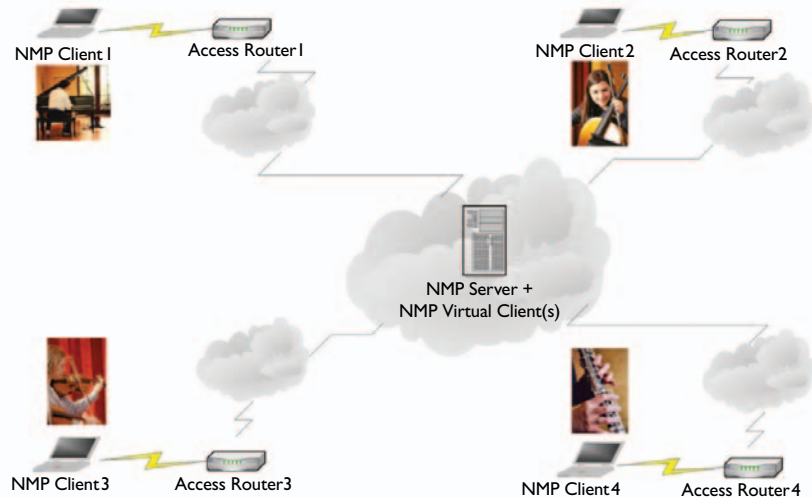 NMP Client1
Access Router1
NMP Client2
Access Router2
NMP Server +
NMP Virtual Client(s)
NMP Client3
Access Router3
NMP Client4
Access Router4